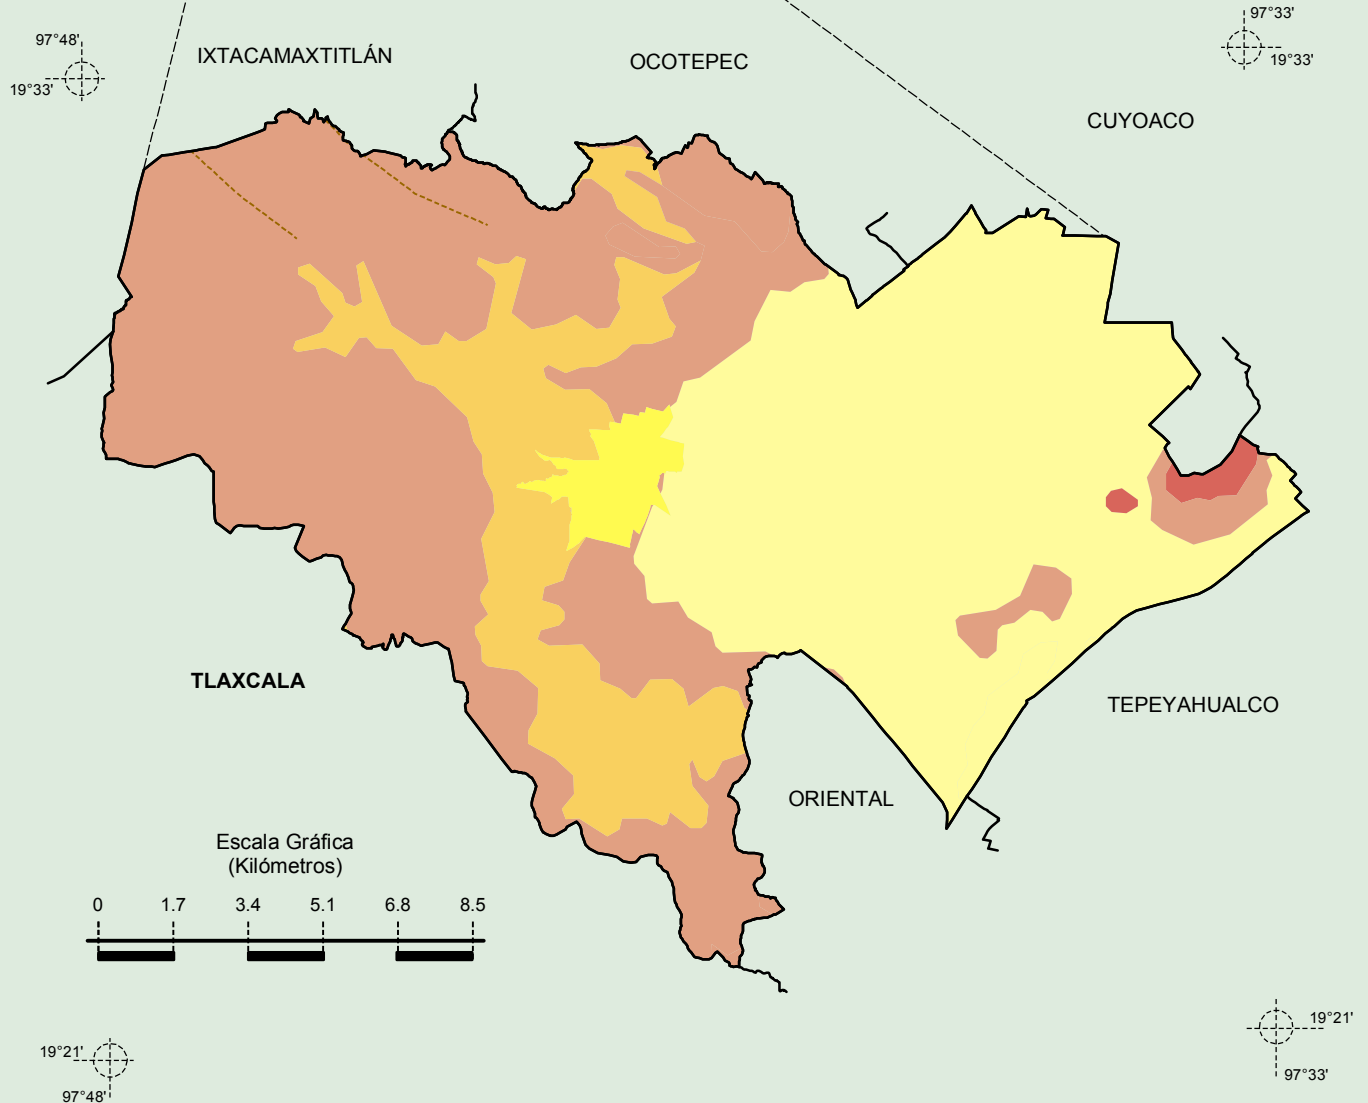 97°33'
97°48'
IXTACAMAXTITLÁN
OCOTEPEC
19°33'
19°33'
CUYOACO
TLAXCALA
TEPEYAHUALCO
ORIENTAL
Escala Gráfica
(Kilómetros)
0 1.7 3.4 5.1 6.8 8.5
19°21'
19°21'
97°33'
97°48'